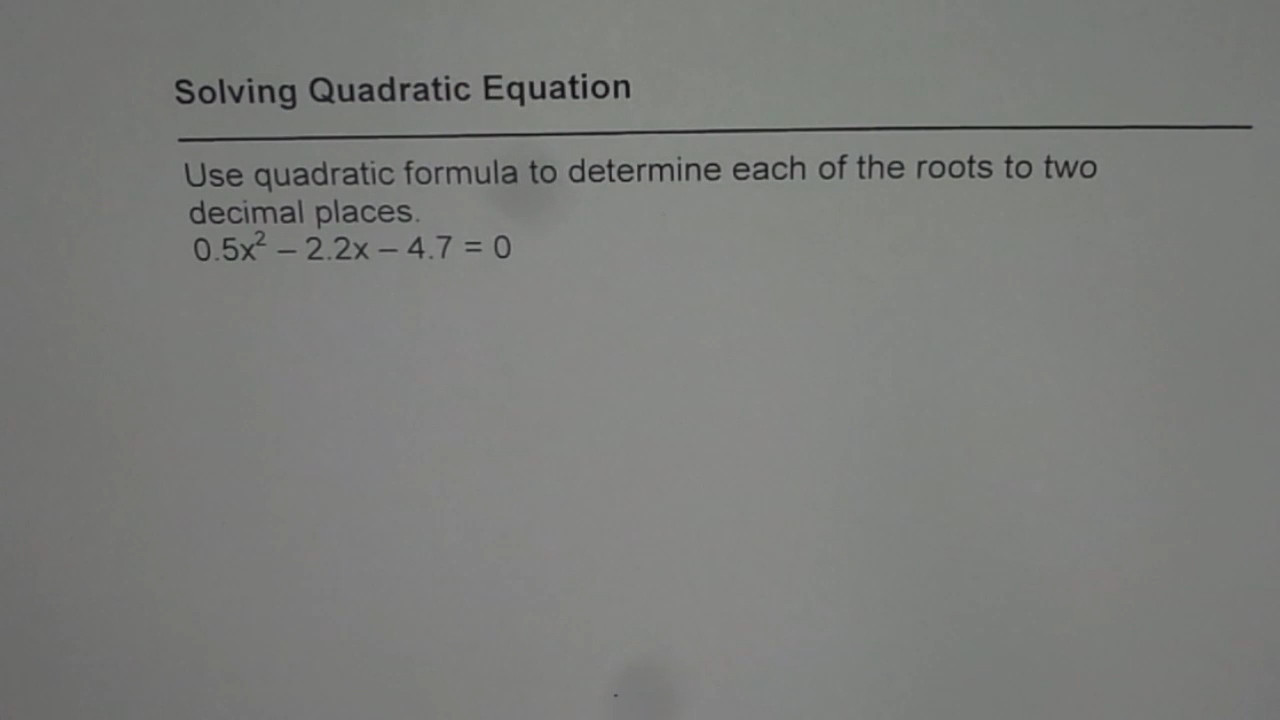 Solving Quadratic Equation
Use quadratic formula to determine each of the roots to two
decimal places.
0.5x² – 2.2x – 4.7 = 0